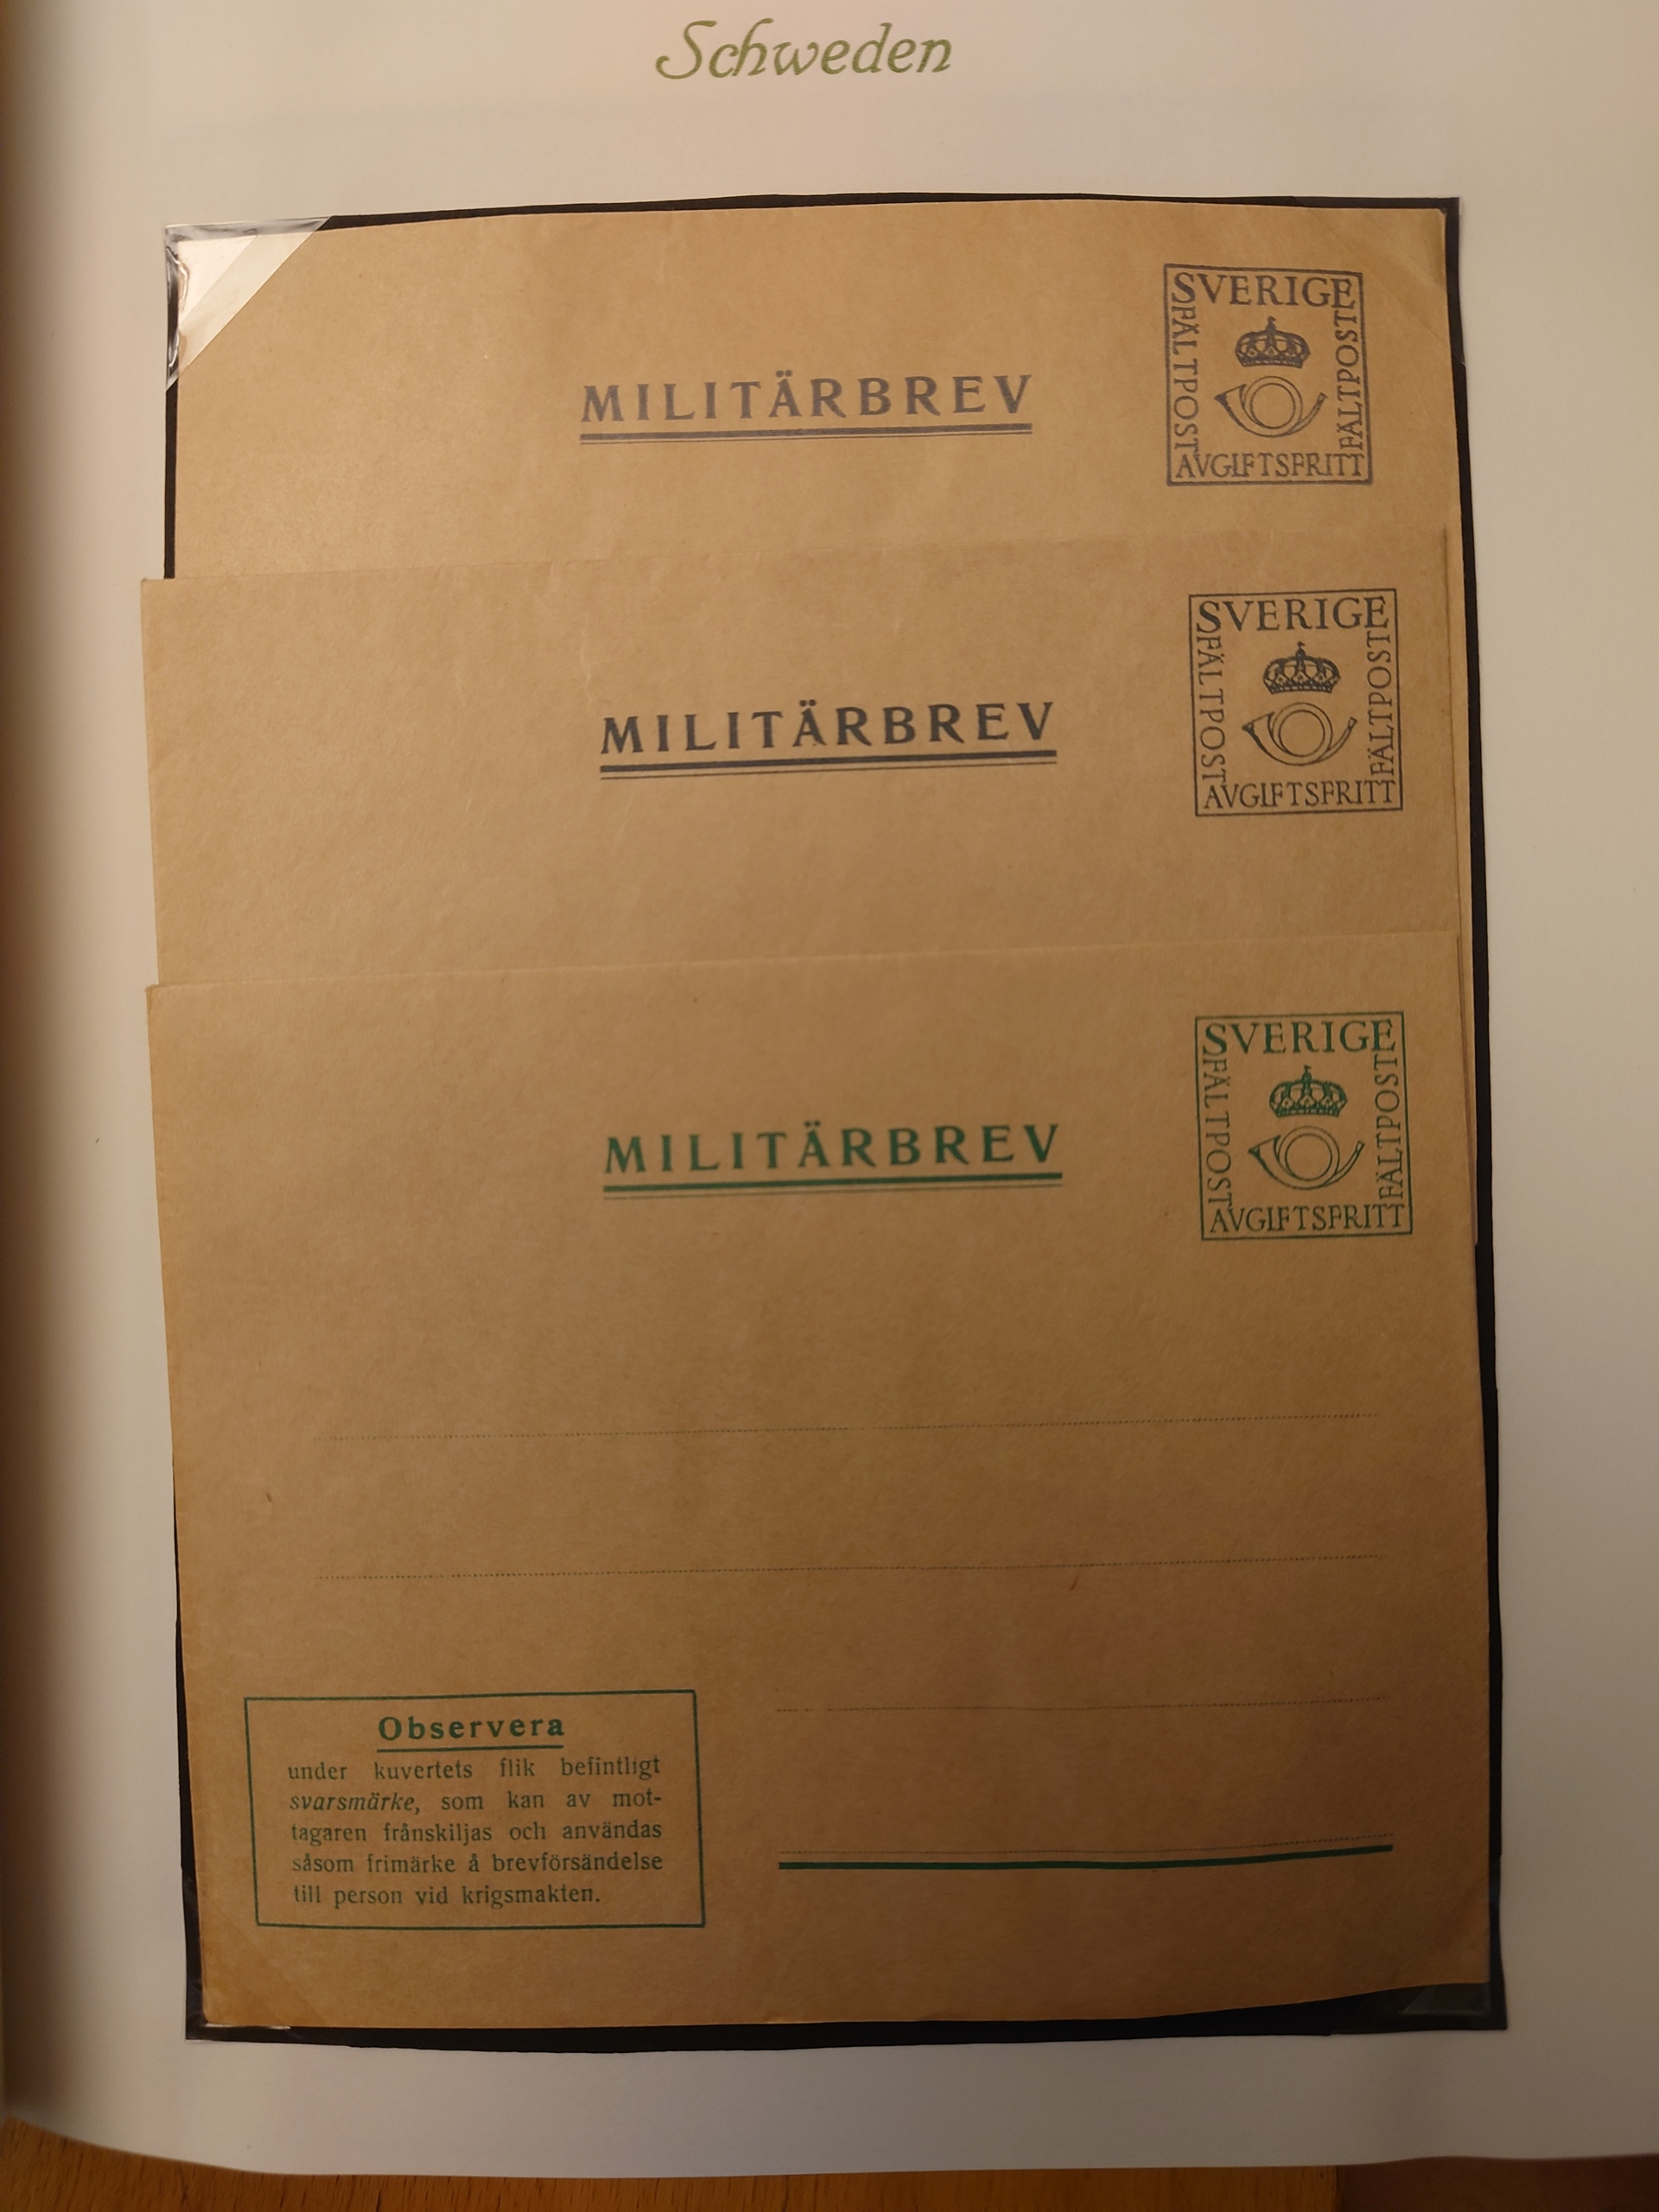 Schweden
SVERIGE
FÄLTPOST
FÄLTPOST
AVGIFTSFRITT
MILITÄRBREV
SVERIGE
FÄLTPOST
FÄLTPOST
AVGIFTSFRITT
MILITÄRBREV
SVERIGE
FÄLTPOST
FÄLTPOST
AVGIFTSFRITT
MILITÄRBREV
Observera
under kuvertets flik befintligt
svarsmärke, som kan av mot-
tagaren frånskiljas och användas
såsom frimärke å brevförsändelse
till person vid krigsmakten.